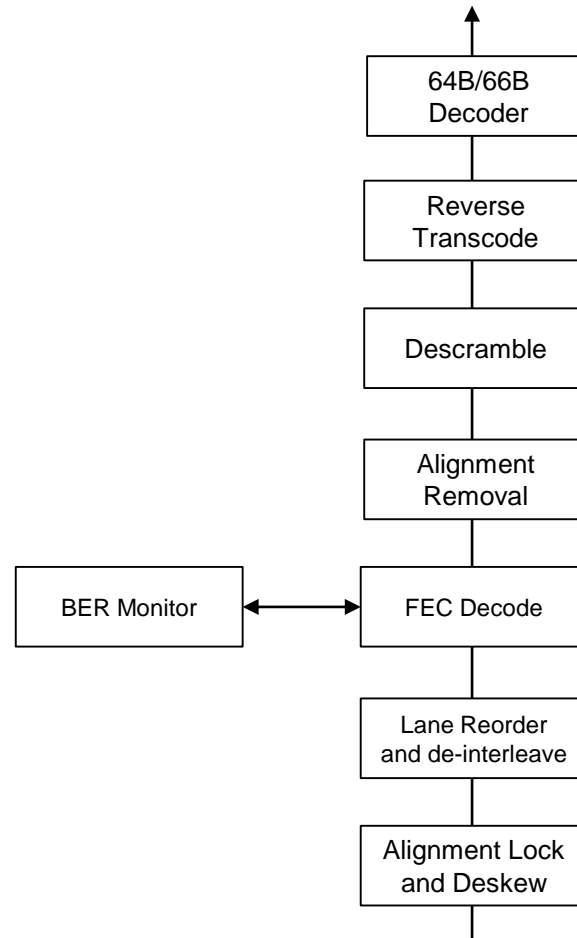 64B/66B
Decoder
Reverse
Transcode
Descramble
Alignment
Removal
BER Monitor
FEC Decode
Lane Reorder
and de-interleave
Alignment Lock
and Deskew